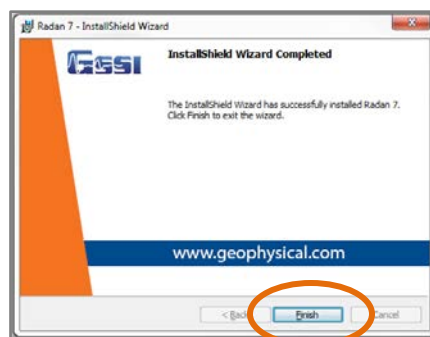 Radan 7 - InstallShield Wizard
GSSI
InstallShield Wizard Completed
The InstallShield Wizard has successfully installed Radan 7.
Click Finish to exit the wizard.
www.geophysical.com
< Back
Finish
Cancel